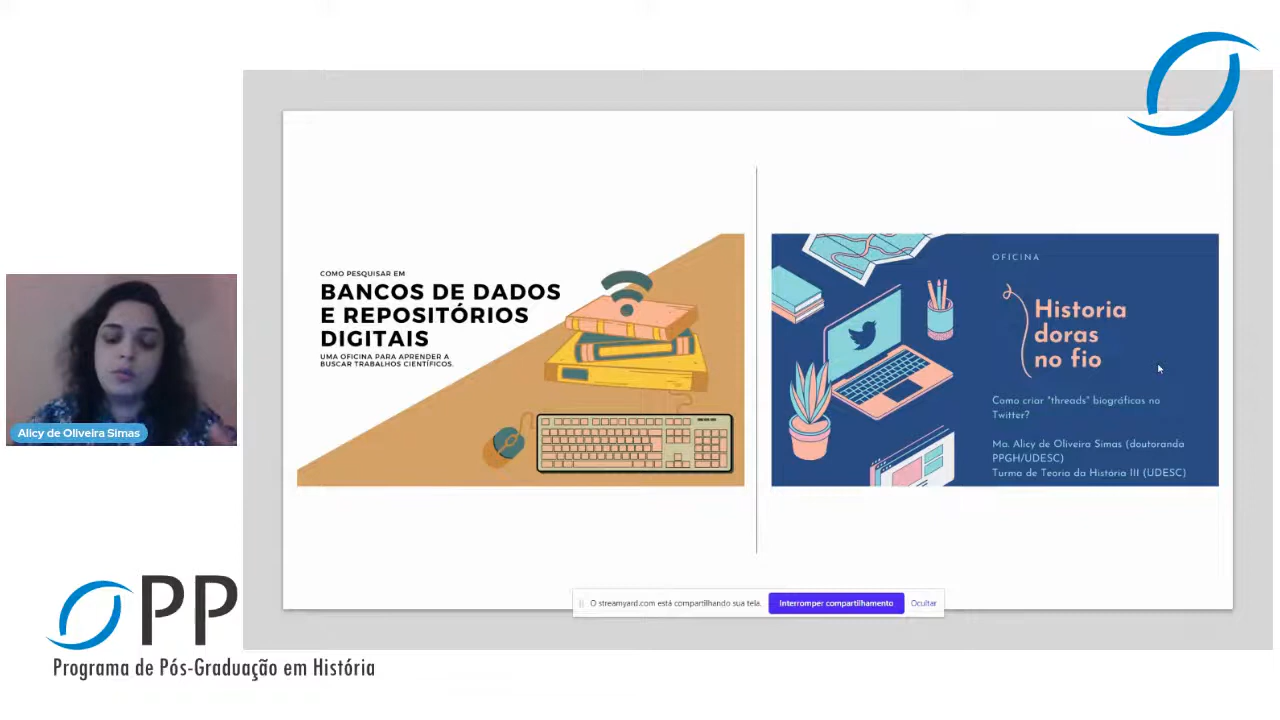 COMO PESQUISAR EM
BANCOS DE DADOS
E REPOSITÓRIOS
DIGITAIS
UMA OFICINA PARA APRENDER A
BUSCAR TRABALHOS CIENTÍFICOS.
OFICINA
Historia
doras
no fio
Como criar "threads" biográficas no
Twitter?
Ma. Alicy de Oliveira Simas (doutoranda
PPGH/UDESC)
Turma de Teoria da História III (UDESC)
Alicy de Oliveira Simas
O streamyard.com está compartilhando sua tela.
Interromper compartilhamento
Ocultar
PP
Programa de Pós-Graduação em História